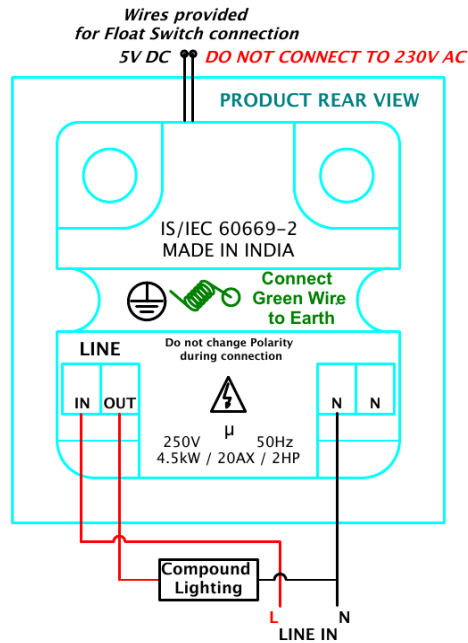 Wires provided
for Float Switch connection
5V DC DO NOT CONNECT TO 230V AC
PRODUCT REAR VIEW
IS/IEC 60669-2
MADE IN INDIA
Connect
Green Wire
to Earth
Do not change Polarity
during connection
LINE
IN OUT N N
µ
250V 50Hz
4.5kW / 20AX / 2HP
Compound
Lighting
L N
LINE IN